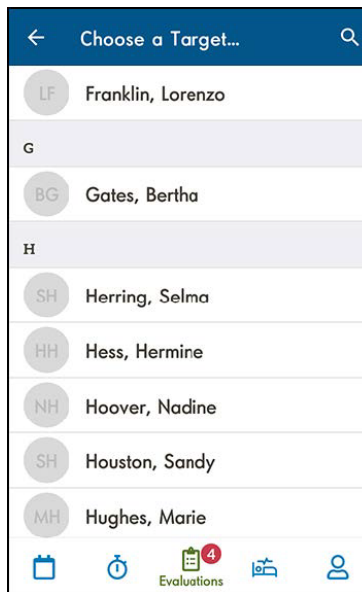 Choose a Target...
LF Franklin, Lorenzo
G
BG Gates, Bertha
H
SH Herring, Selma
HH Hess, Hermine
NH Hoover, Nadine
SH Houston, Sandy
MH Hughes, Marie
4
Evaluations